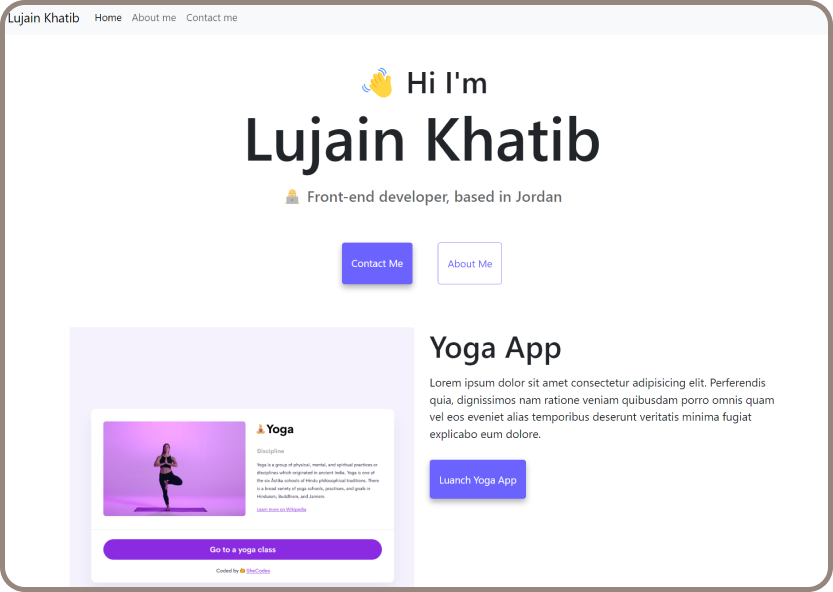 Lujain Khatib Home About me Contact me
👋 Hi I'm
Lujain Khatib
Front-end developer, based in Jordan
Contact Me About Me
Yoga App
Lorem ipsum dolor sit amet consectetur adipisicing elit. Perferendis
quia, dignissimos nam ratione veniam quibusdam porro omnis quam
vel eos eveniet alias temporibus deserunt veritatis minima fugiat
explicabo eum dolore.
Luanch Yoga App
Yoga
Discipline
Yoga is a group of physical, mental, and spiritual practices or
disciplines which originated in ancient India. Yoga is one of
the six Āstika schools of Hindu philosophical traditions. There
is a broad variety of yoga schools, practices, and goals in
Hinduism, Buddhism, and Jainism.
Learn more on Wikipedia
Go to a yoga class
Coded by SheCodes